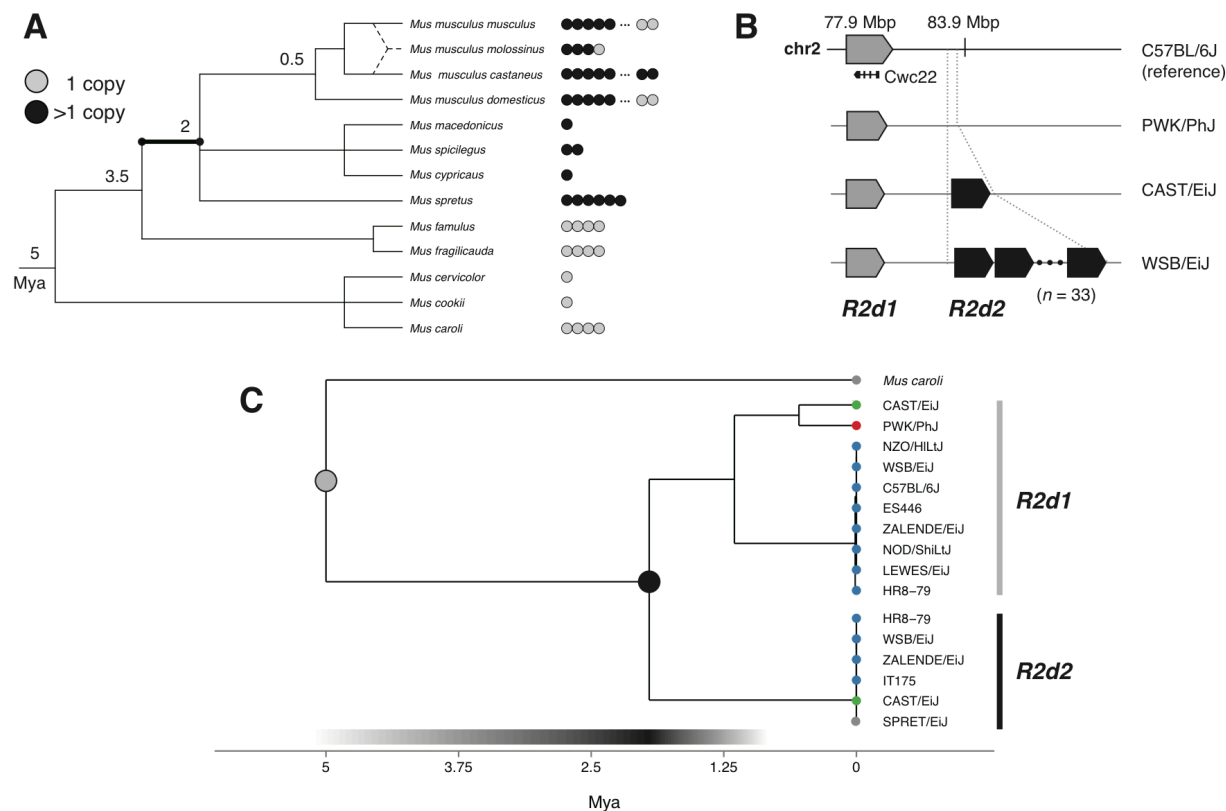 A
1 copy
>1 copy
0.5
2
3.5
5
Mya
Mus musculus musculus
Mus musculus molossinus
Mus musculus castaneus
Mus musculus domesticus
Mus macedonicus
Mus spicilegus
Mus cypricaus
Mus spretus
Mus famulus
Mus fragilicauda
Mus cervicolor
Mus cookii
Mus caroli
B
77.9 Mbp 83.9 Mbp
chr2
Cwc22
C57BL/6J
(reference)
PWK/PhJ
CAST/EiJ
WSB/EiJ
(n = 33)
R2d1 R2d2
C
Mus caroli
CAST/EiJ
PWK/PhJ
NZO/HlLtJ
WSB/EiJ
C57BL/6J
ES446
ZALENDE/EiJ
NOD/ShiLtJ
LEWES/EiJ
HR8−79
R2d1
HR8−79
WSB/EiJ
ZALENDE/EiJ
IT175
CAST/EiJ
SPRET/EiJ
R2d2
5 3.75 2.5 1.25 0
Mya